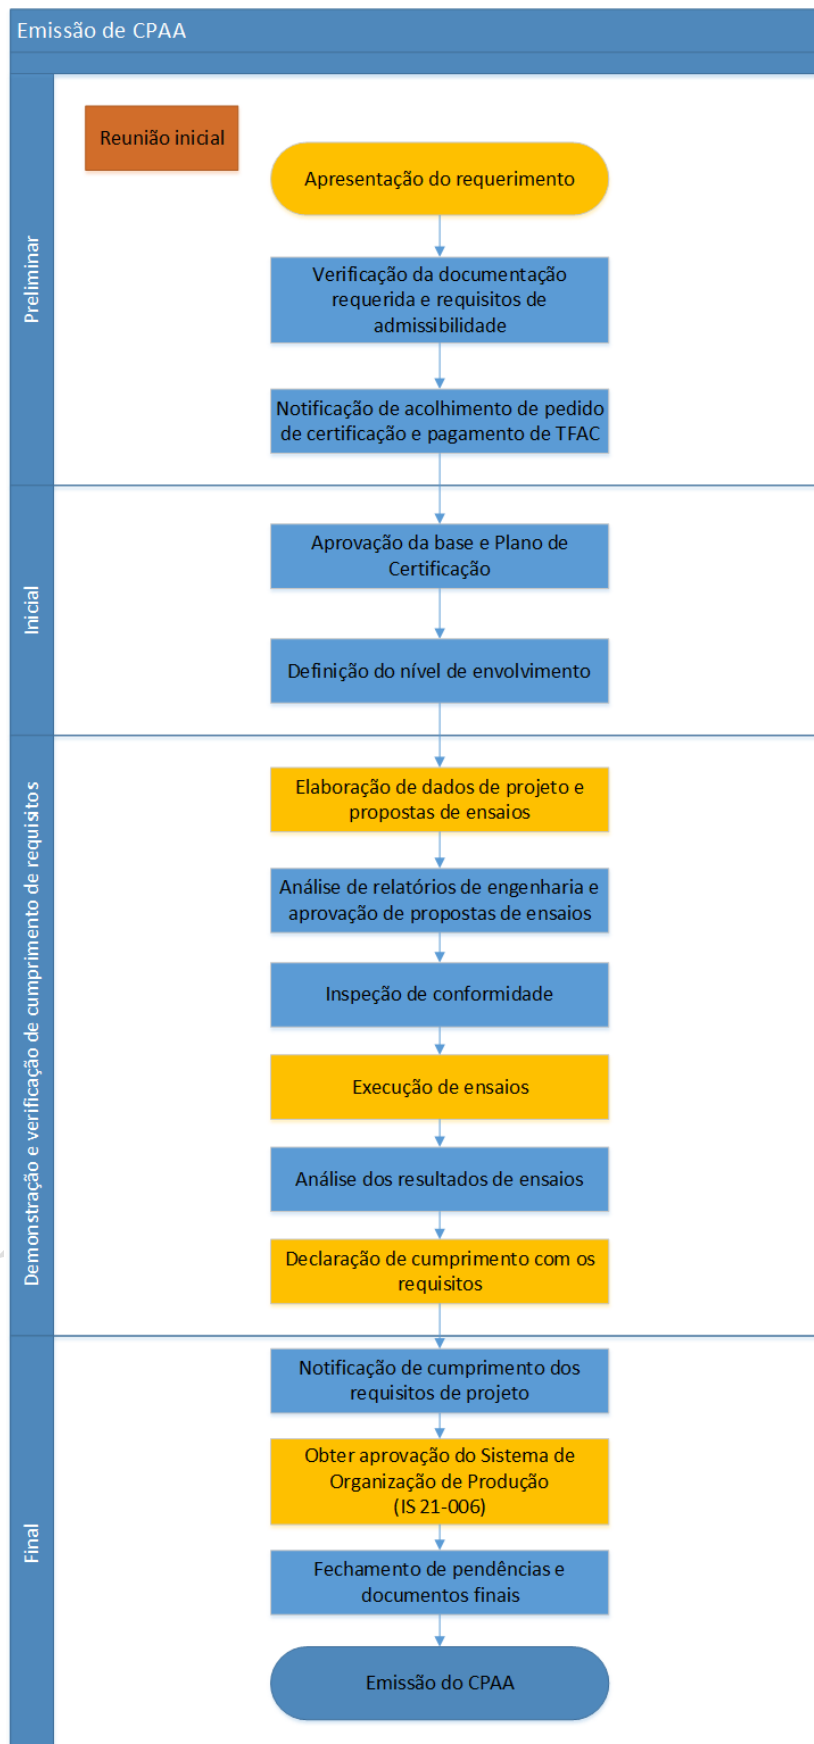 Emissão de CPAA
Preliminar
Reunião inicial
Apresentação do requerimento
Verificação da documentação
requerida e requisitos de
admissibilidade
Notificação de acolhimento de pedido
de certificação e pagamento de TFAC
Inicial
Aprovação da base e Plano de
Certificação
Definição do nível de envolvimento
Demonstração e verificação de cumprimento de requisitos
Elaboração de dados de projeto e
propostas de ensaios
Análise de relatórios de engenharia e
aprovação de propostas de ensaios
Inspeção de conformidade
Execução de ensaios
Análise dos resultados de ensaios
Declaração de cumprimento com os
requisitos
Final
Notificação de cumprimento dos
requisitos de projeto
Obter aprovação do Sistema de
Organização de Produção
(IS 21-006)
Fechamento de pendências e
documentos finais
Emissão do CPAA